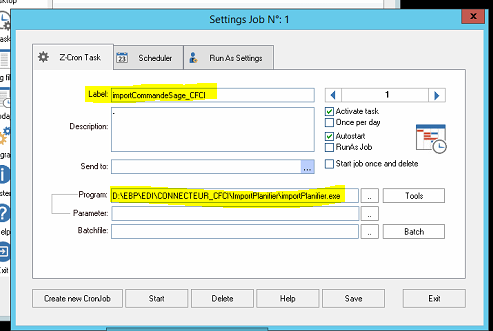 Settings Job N°: 1
x
Z-Cron Task
23
Scheduler
Run As Settings
Label: importCommandeSage_CFCI
1
Description: -
Activate task
Once per day
Autostart
RunAs Job
Send to: ...
Start job once and delete
Program: D:\EBP\EDI\CONNECTEUR_CFCI\ImportPlanifier\importPlanifier.exe .. Tools
Parameter: ..
Batchfile: .. Batch
Create new CronJob
Start
Delete
Help
Save
Exit